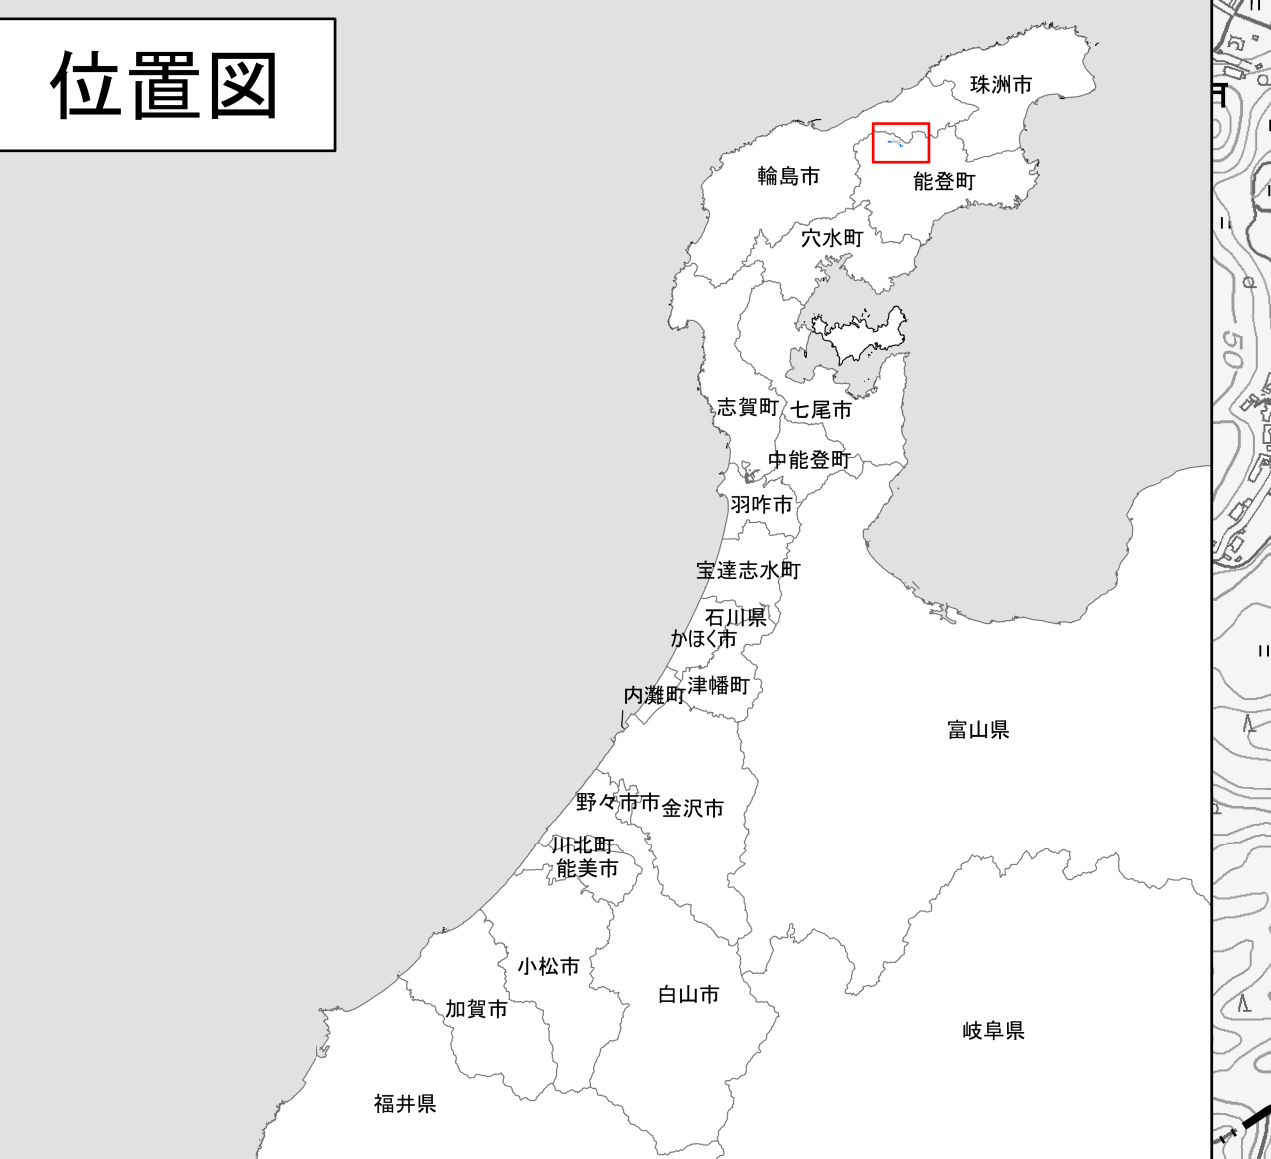 位置図
珠洲市
輪島市
能登町
穴水町
志賀町
七尾市
中能登町
羽咋市
宝達志水町
石川県
かほく市
津幡町
内灘町
富山県
野々市市
金沢市
川北町
能美市
小松市
白山市
加賀市
岐阜県
福井県
50